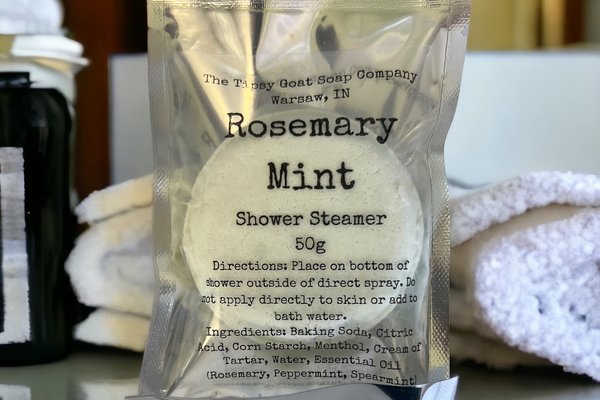 The Tipsy Goat Soap Company
Warsaw, IN
Rosemary
Mint
Shower Steamer
50g
Directions: Place on bottom of
shower outside of direct spray. Do
not apply directly to skin or add to
bath water.
Ingredients: Baking Soda, Citric
Acid, Corn Starch, Menthol, Cream of
Tartar, Water, Essential Oil
(Rosemary, Peppermint, Spearmint)